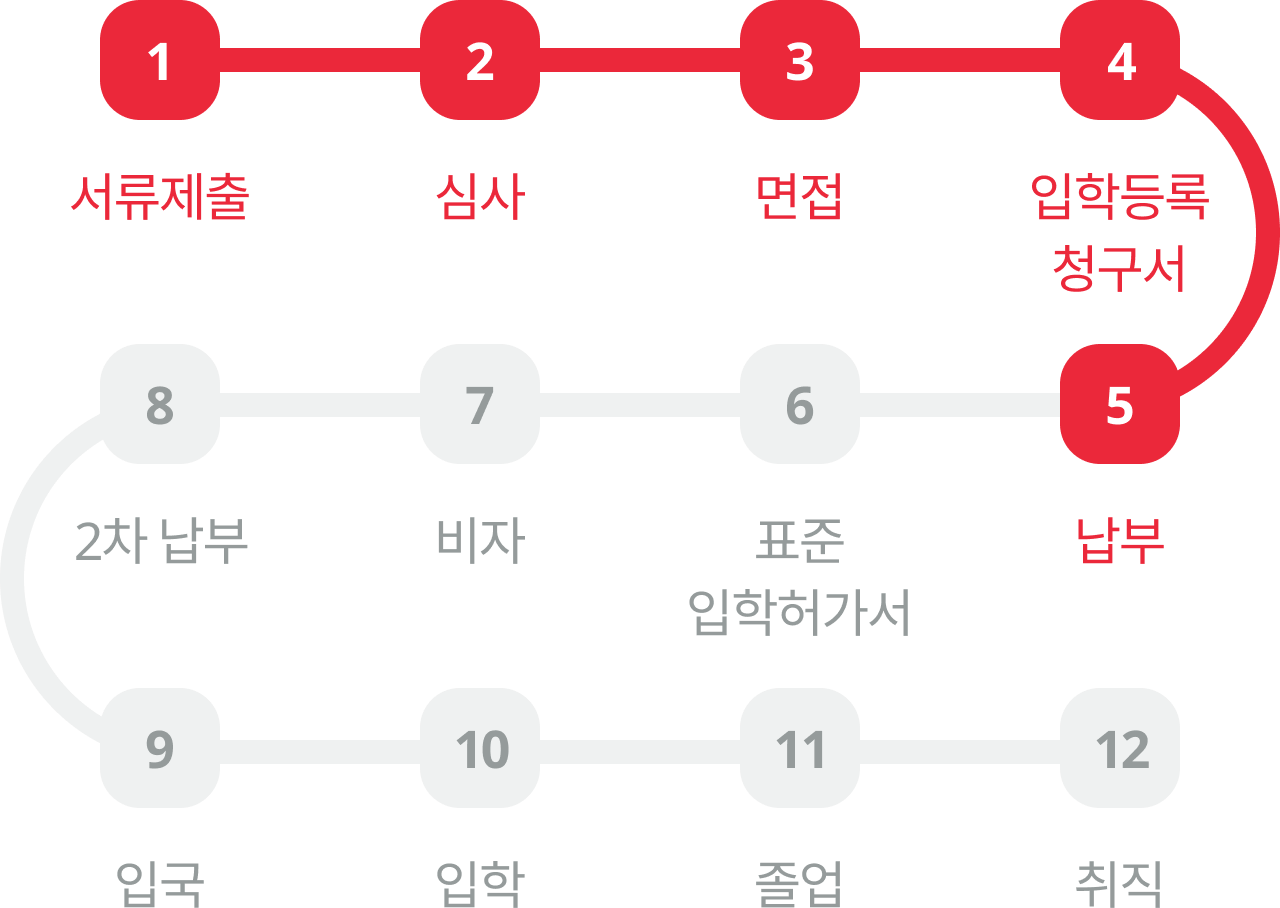 1 2 3 4
서류제출 심사 면접 입학등록
청구서
8 7 6 5
2차 납부 비자 표준 납부
입학허가서
9 10 11 12
입국 입학 졸업 취직